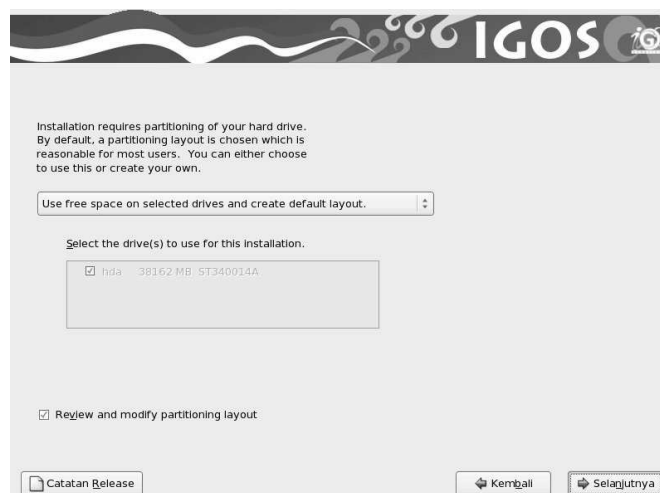 IGOS
Installation requires partitioning of your hard drive.
By default, a partitioning layout is chosen which is
reasonable for most users. You can either choose
to use this or create your own.
Use free space on selected drives and create default layout.
Select the drive(s) to use for this installation.
hda 38162 MB ST340014A
Review and modify partitioning layout
Catatan Release
Kembali
Selanjutnya